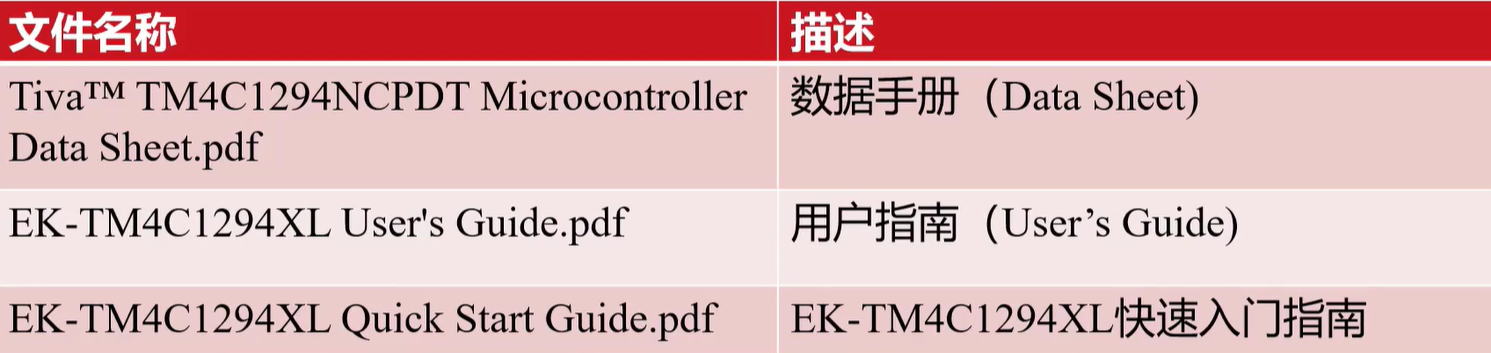 文件名称
描述
Tiva™ TM4C1294NCPDT Microcontroller
Data Sheet.pdf
数据手册（Data Sheet)
EK-TM4C1294XL User's Guide.pdf
用户指南（User’s Guide)
EK-TM4C1294XL Quick Start Guide.pdf
EK-TM4C1294XL快速入门指南